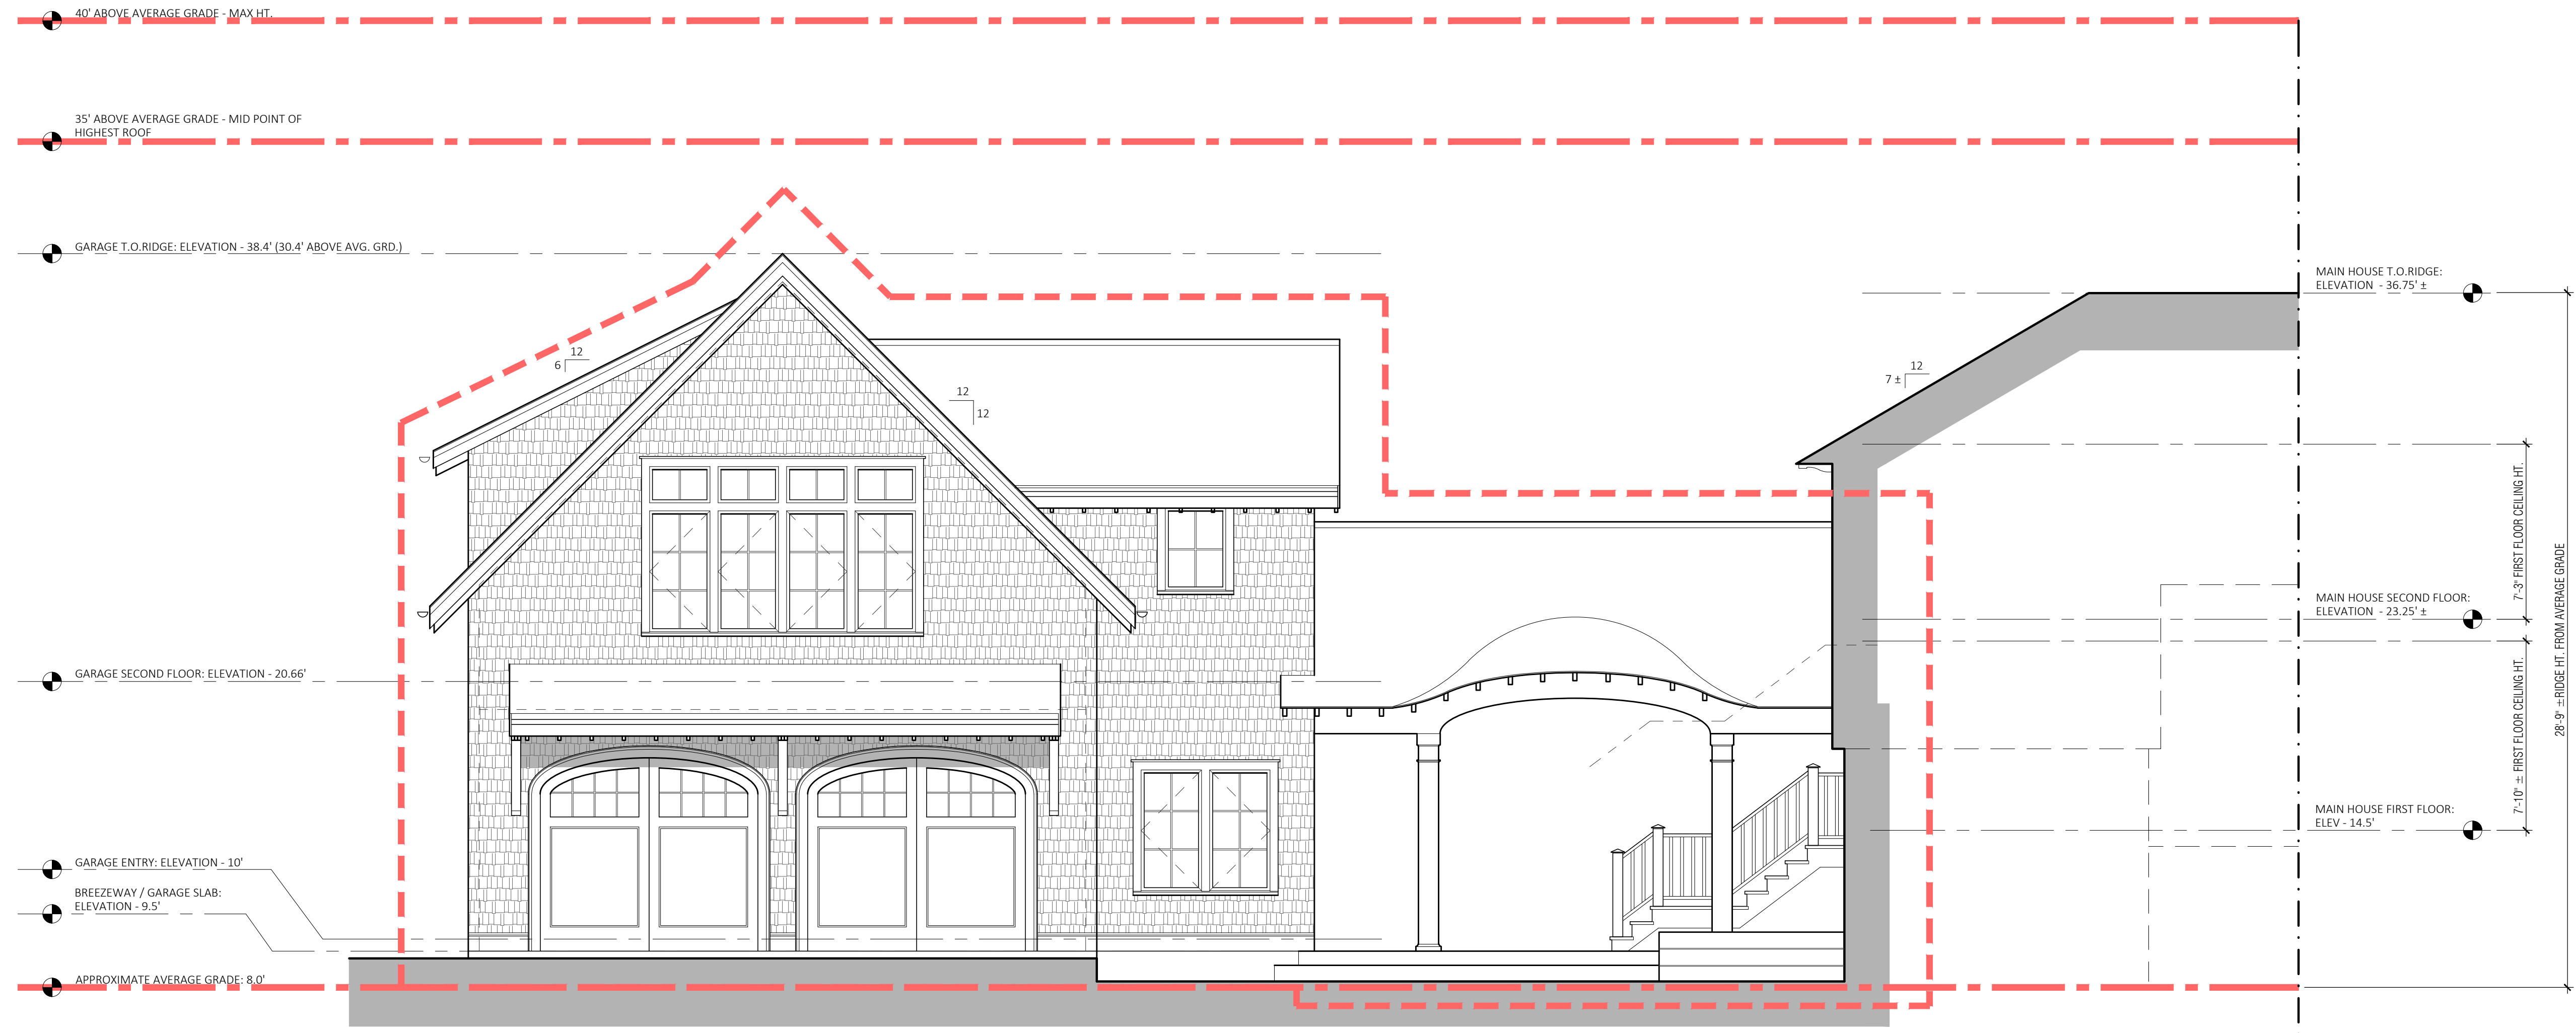 40' ABOVE AVERAGE GRADE - MAX HT.
35' ABOVE AVERAGE GRADE - MID POINT OF
HIGHEST ROOF
GARAGE T.O.RIDGE: ELEVATION - 38.4' (30.4' ABOVE AVG. GRD.)
MAIN HOUSE T.O.RIDGE:
ELEVATION - 36.75' ±
12
6
12
12
12
7 ±
7'-3" FIRST FLOOR CEILING HT.
28'-9" ±RIDGE HT. FROM AVERAGE GRADE
MAIN HOUSE SECOND FLOOR:
ELEVATION - 23.25' ±
GARAGE SECOND FLOOR: ELEVATION - 20.66'
7'-10" ± FIRST FLOOR CEILING HT.
MAIN HOUSE FIRST FLOOR:
ELEV - 14.5'
GARAGE ENTRY: ELEVATION - 10'
BREEZEWAY / GARAGE SLAB:
ELEVATION - 9.5'
APPROXIMATE AVERAGE GRADE: 8.0'